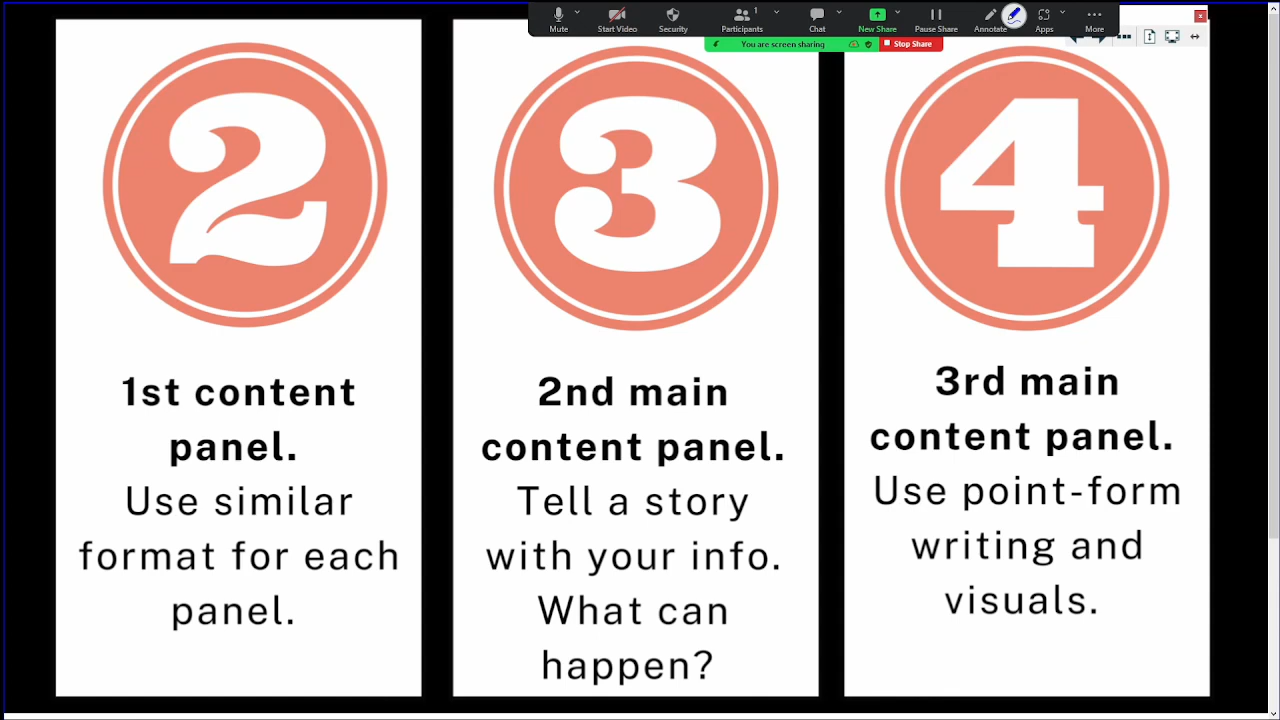 Mute
Start Video
Security
Participants
1
Chat
New Share
Pause Share
Annotate
Apps
More
You are screen sharing
Stop Share
2
1st content
panel.
Use similar
format for each
panel.
3
2nd main
content panel.
Tell a story
with your info.
What can
happen?
4
3rd main
content panel.
Use point-form
writing and
visuals.